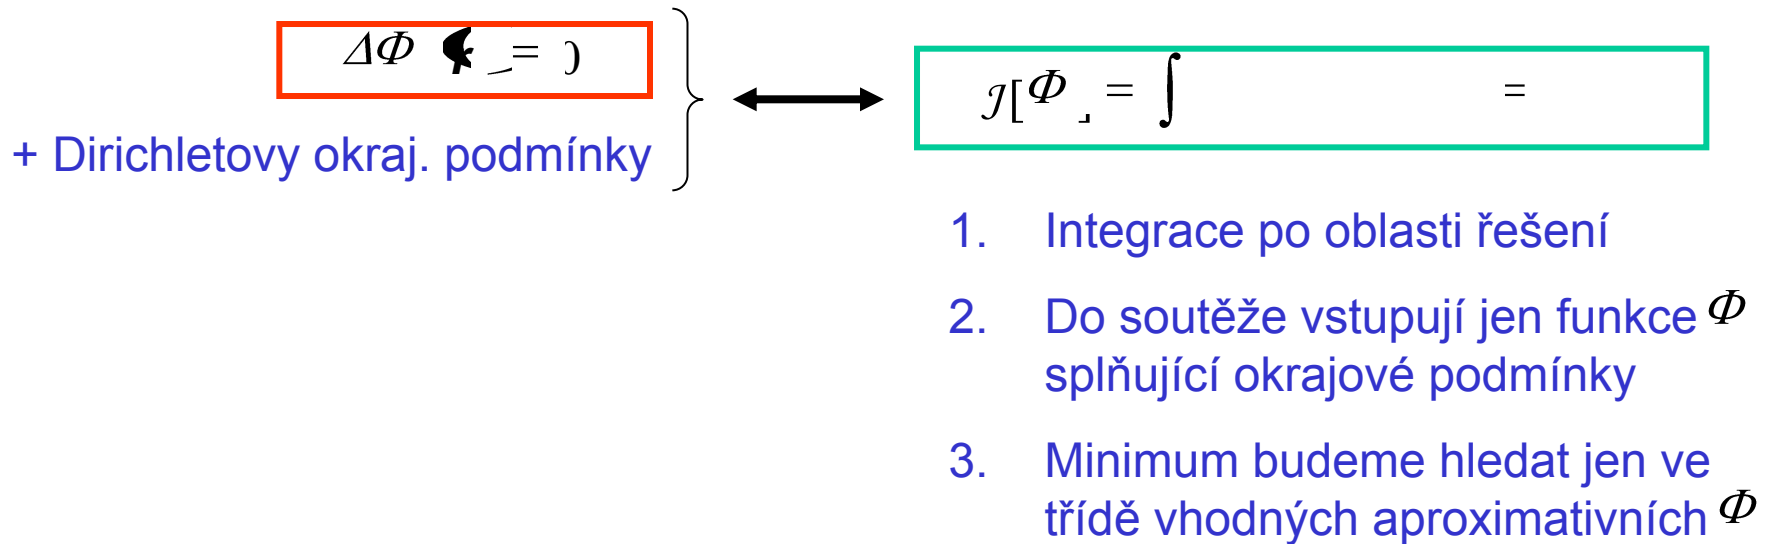 ΔΦ = 0
+ Dirichletovy okraj. podmínky
J[Φ] = ∫ =
1. Integrace po oblasti řešení
2. Do soutěže vstupují jen funkce Φ
splňující okrajové podmínky
3. Minimum budeme hledat jen ve
třídě vhodných aproximativních Φ